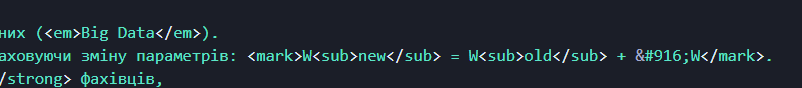 них (<em>Big Data</em>).
аховуючи зміну параметрів: <mark>W<sub>new</sub> = W<sub>old</sub> + &#916;W</mark>.
/strong> фахівців,